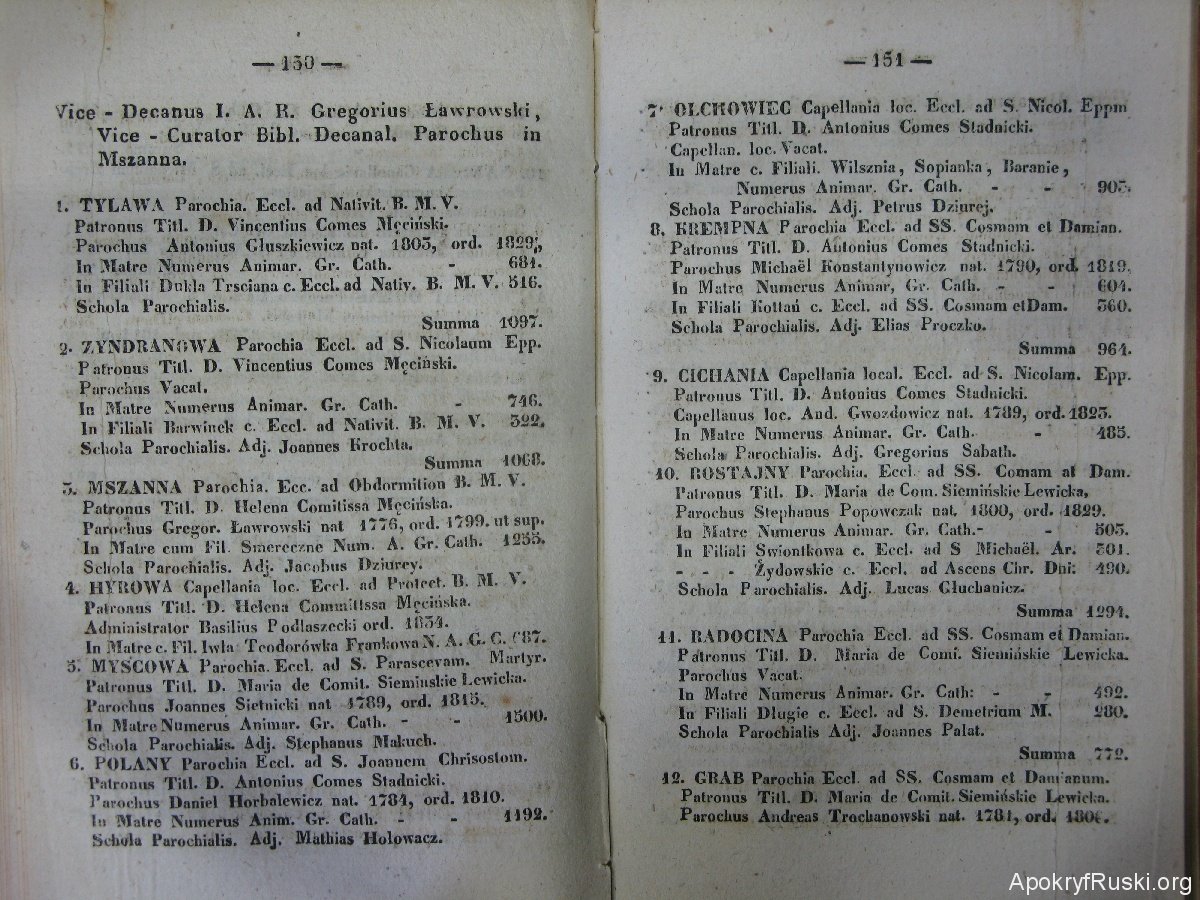 — 150 —
Vice - Decanus I. A. R. Gregorius Ławrowski,
Vice - Curator Bibl. Decanal. Parochus in
Mszanna.
1. TYLAWA Parochia. Eccl. ad Nativit. B. M. V.
Patronus Titl. D. Vincentius Comes Męciński.
Parochus Antonius Głuszkiewicz nat. 1803, ord. 1829,,
In Matre Numerus Animar. Gr. Cath. - 681.
In Filiali Dukla Trsciana c. Eccl. ad Nativ. B. M. V. 516.
Schola Parochialis.
Summa 1097.
2. ZYNDRANOWA Parochia Eccl. ad S. Nicolaum Epp.
Patronus Titl. D. Vincentius Comes Męciński.
Parochus Vacat.
In Matre Numerus Animar. Gr. Cath. - 746.
In Filiali Barwinek c. Eccl. ad Nativit. B. M. V. 322.
Schola Parochialis. Adj. Joannes Krochta.
Summa 1068.
3. MSZANNA Parochia. Ecc. ad Obdormition B. M. V.
Patronus Titl. D. Helena Comitissa Męcińska.
Parochus Gregor. Ławrowski nat 1776, ord. 1799. ut sup.
In Matre cum Fil. Smereczne Num. A. Gr. Cath. 1255.
Schola Parochialis. Adj. Jacobus Dziurey.
4. HYROWA Capellania loc. Eccl. ad Protect. B. M. V.
Patronus Titl. D. Helena Committssa Męcińska.
Administrator Basilius Podlaszecki ord. 1834.
In Matre c. Fil. Iwla Teodorówka Frankowa N. A. G. C. 687.
5. MYSCOWA Parochia. Eccl. ad S. Parascevam. Martyr.
Patronus Titl. D. Maria de Comit. Sieminskie Lewicka.
Parochus Joannes Sietnicki nat 1789, ord. 1815.
In Matre Numerus Animar. Gr. Cath. - - 1500.
Schola Parochialis. Adj. Stephanus Makuch.
6. POLANY Parochia Eccl. ad S. Joannem Chrisostom.
Patronus Titl. D. Antonius Comes Stadnicki.
Parochus Daniel Horbalewicz nat. 1784, ord. 1810.
In Matre Numerus Anim. Gr. Cath. - - 1192.
Schola Parochialis. Adj. Mathias Hołowacz.
— 151 —
7. OLCHOWIEC Capellania loc. Eccl. ad S. Nicol. Eppm
Patronus Titl. D. Antonius Comes Stadnicki.
Capellan. loc. Vacat.
In Matre c. Filiali. Wilsznia, Sopianka, Baranie,
Numerus Animar. Gr. Cath. - - 903.
Schola Parochialis. Adj. Petrus Dziurej.
8. KREMPNA Parochia Eccl. ad SS. Cosmam et Damian.
Patronus Titl. D. Antonius Comes Stadnicki.
Parochus Michaël Konstantynowicz nat. 1790, ord. 1819.
In Matre Numerus Animar, Gr. Cath. - - 604.
In Filiali Kottań c. Eccl. ad SS. Cosmam et Dam. 360.
Schola Parochialis. Adj. Elias Proczko.
Summa 964.
9. CICHANIA Capellania local. Eccl. ad S. Nicolam. Epp.
Patronus Titl. D. Antonius Comes Stadnicki.
Capellanus loc. And. Gwozdowicz nat. 1789, ord. 1823.
In Matre Numerus Animar. Gr. Cath. - 485.
Schola Parochialis. Adj. Gregorius Sabath.
10. ROSTAJNY Parochia. Eccl. ad SS. Comam at Dam.
Patronus Titl. D. Maria de Com. Siemińskie Lewicka,
Parochus Stephanus Popowczak nat. 1800, ord. 1829.
In Matre Numerus Animar. Gr. Cath.- - 503.
In Filiali Swiontkowa c. Eccl. ad S Michaël. Ar. 301.
- - - Żydowskie c. Eccl. ad Ascens Chr. Dni: 490.
Schola Parochialis. Adj. Lucas Głuchanicz.
Summa 1294.
11. RADOCINA Parochia Eccl. ad SS. Cosmam et Damian.
Patronus Titl. D. Maria de Comi. Siemińskie Lewicka.
Parochus Vacat.
In Matre Numerus Animar. Gr. Cath: - - 492.
In Filiali Długie c. Eccl. ad S. Demetrium M. 280.
Schola Parochialis Adj. Joannes Palat.
Summa 772.
12. GRAB Parochia Eccl. ad SS. Cosmam et Damianum.
Patronus Titl. D. Maria de Comit. Siemińskie Lewicka.
Parochus Andreas Trochanowski nat. 1781, ord.
ApokryfRuski.org